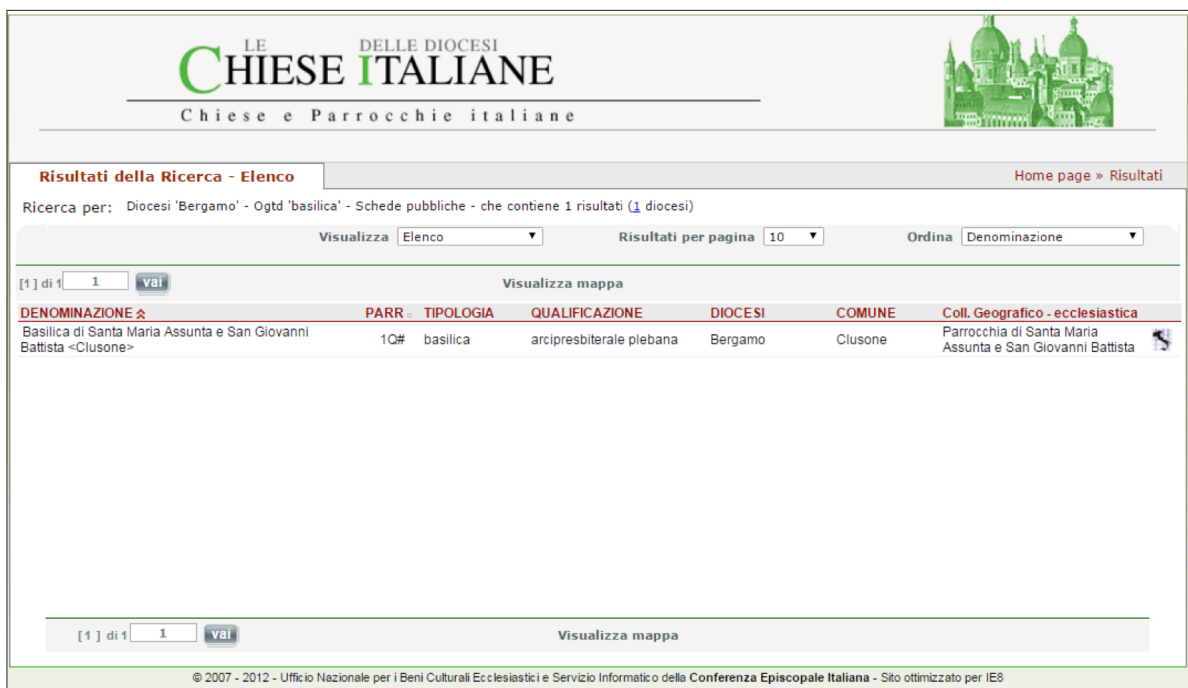 LE DELLE DIOCESI
CHIESE ITALIANE
Chiese e Parrocchie italiane
Risultati della Ricerca - Elenco
Home page » Risultati
Ricerca per: Diocesi 'Bergamo' - Ogtd 'basilica' - Schede pubbliche - che contiene 1 risultati (1 diocesi)
Visualizza Elenco Risultati per pagina 10 Ordina Denominazione
[1 ] di 1 1 vai Visualizza mappa
DENOMINAZIONE PARR TIPOLOGIA QUALIFICAZIONE DIOCESI COMUNE Coll. Geografico - ecclesiastica
Basilica di Santa Maria Assunta e San Giovanni Battista <Clusone> 1Q# basilica arcipresbiterale plebana Bergamo Clusone Parrocchia di Santa Maria Assunta e San Giovanni Battista
[1 ] di 1 1 vai Visualizza mappa
© 2007 - 2012 - Ufficio Nazionale per i Beni Culturali Ecclesiastici e Servizio Informatico della Conferenza Episcopale Italiana - Sito ottimizzato per IE8